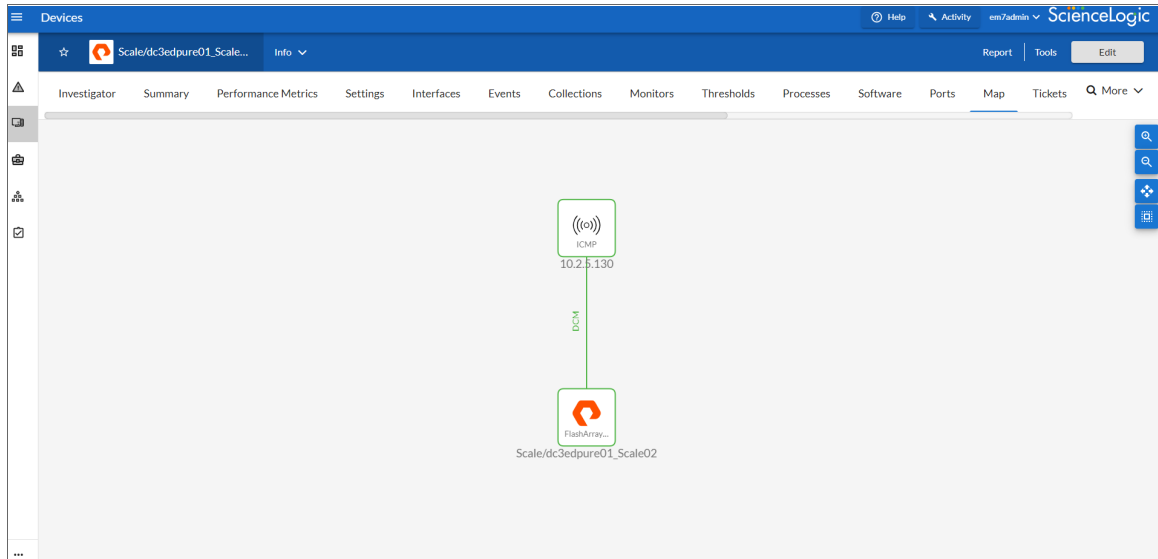 Devices
Help
Activity
em7admin
ScienceLogic
Scale/dc3edpure01_Scale...
Info
Report
Tools
Edit
Investigator
Summary
Performance Metrics
Settings
Interfaces
Events
Collections
Monitors
Thresholds
Processes
Software
Ports
Map
Tickets
More
ICMP
10.2.5.130
DCM
FlashArray...
Scale/dc3edpure01_Scale02